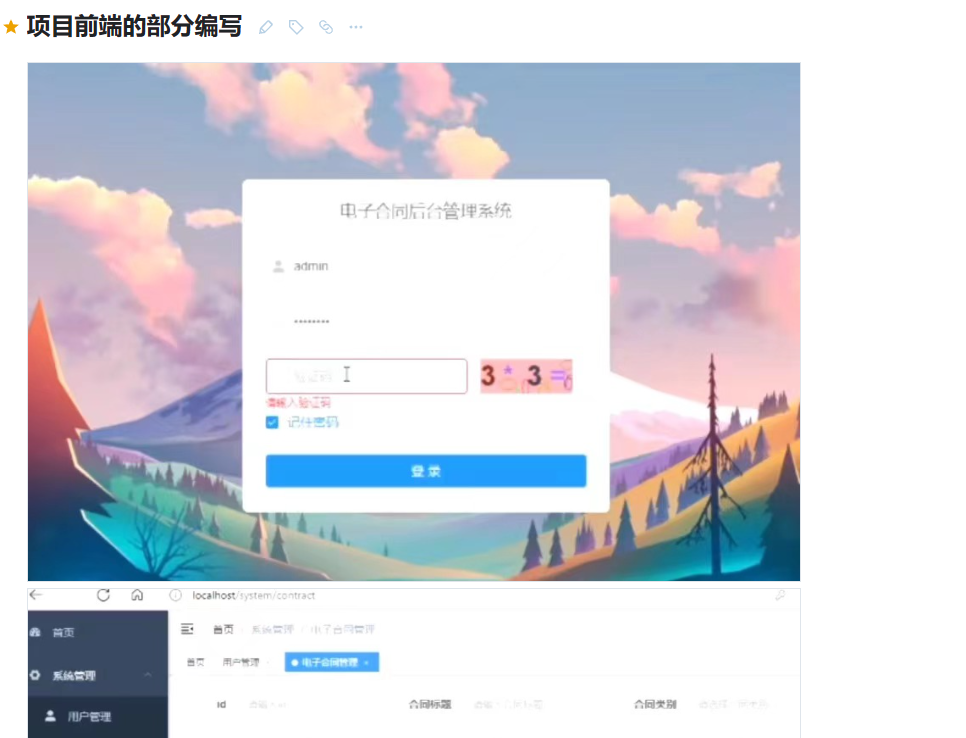 项目前端的部分编写
电子合同后台管理系统
admin
验证码
3 * 3 =
请输入验证码
记住密码
登 录
localhost/system/contract
首页
首页 / 系统管理 / 电子合同管理
系统管理
首页 用户管理 电子合同管理 ×
id 合同标题 合同类别
用户管理